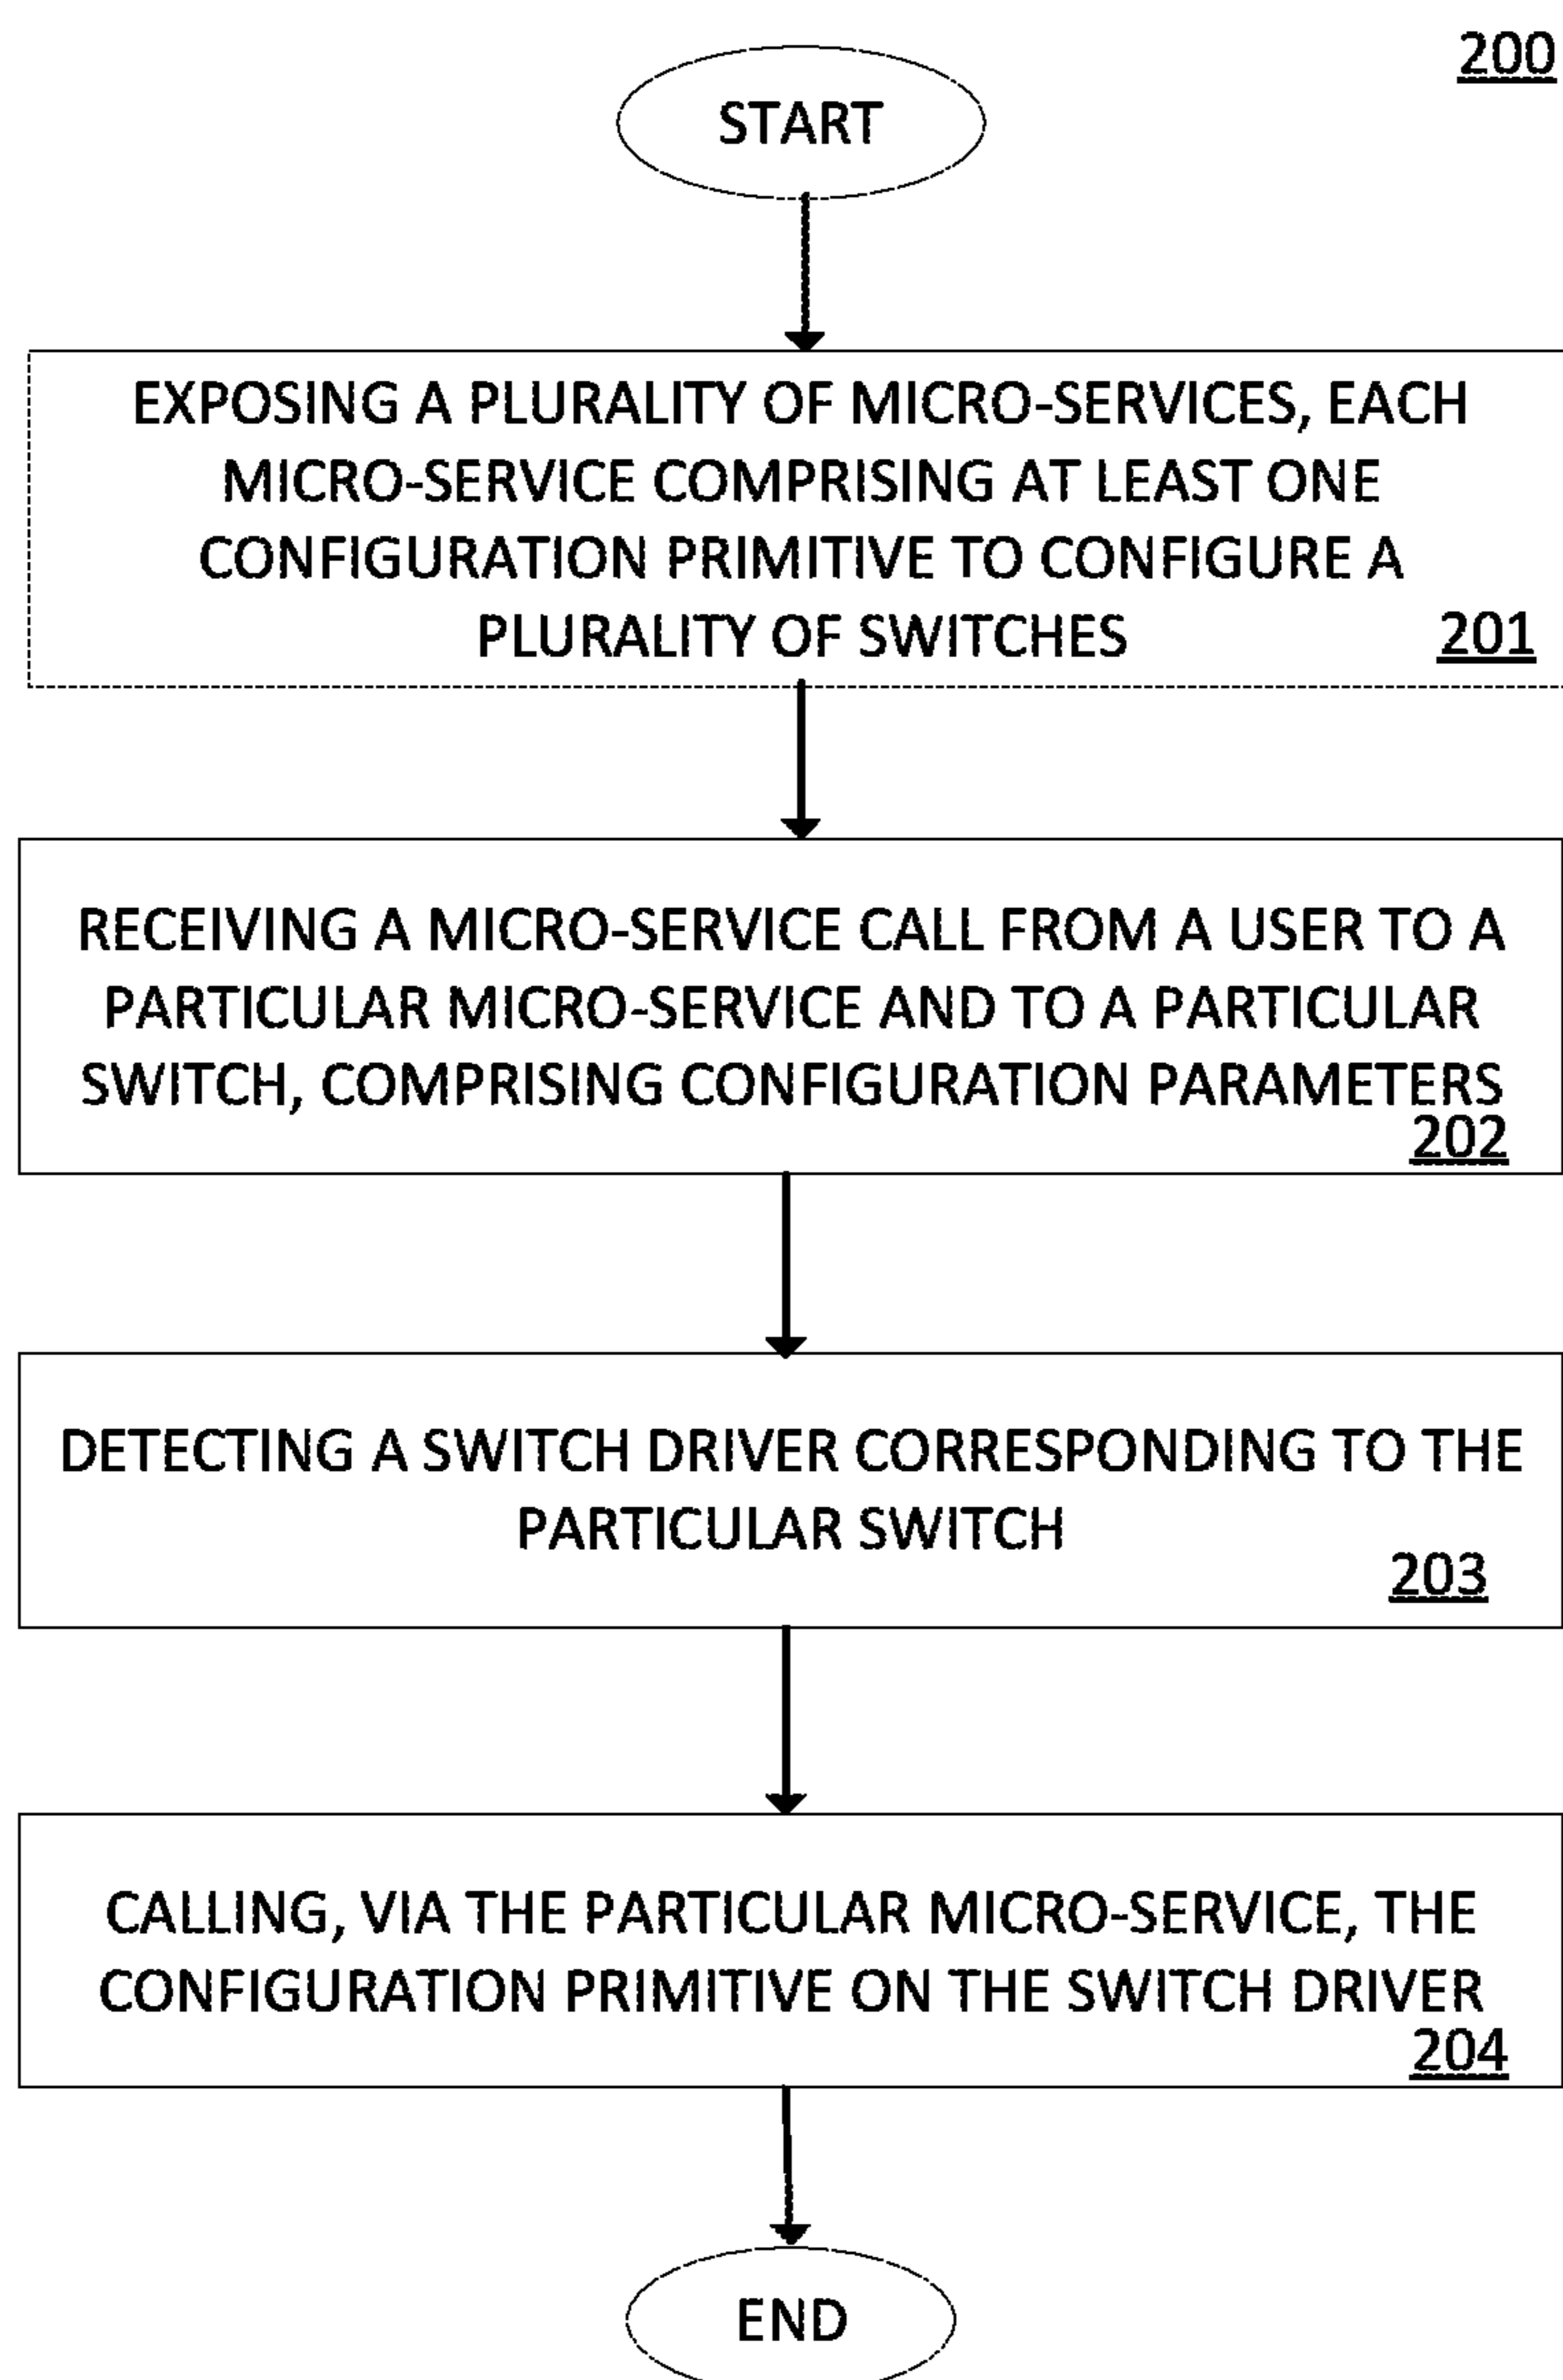 200
START
EXPOSING A PLURALITY OF MICRO-SERVICES, EACH
MICRO-SERVICE COMPRISING AT LEAST ONE
CONFIGURATION PRIMITIVE TO CONFIGURE A
PLURALITY OF SWITCHES
201
RECEIVING A MICRO-SERVICE CALL FROM A USER TO A
PARTICULAR MICRO-SERVICE AND TO A PARTICULAR
SWITCH, COMPRISING CONFIGURATION PARAMETERS
202
DETECTING A SWITCH DRIVER CORRESPONDING TO THE
PARTICULAR SWITCH
203
CALLING, VIA THE PARTICULAR MICRO-SERVICE, THE
CONFIGURATION PRIMITIVE ON THE SWITCH DRIVER
204
END